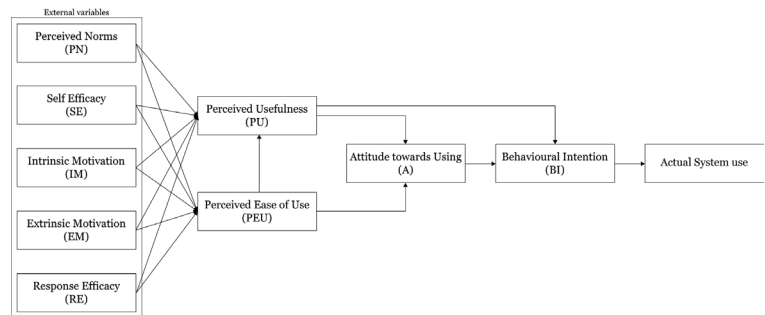 External variables
Perceived Norms
(PN)
Self Efficacy
(SE)
Intrinsic Motivation
(IM)
Extrinsic Motivation
(EM)
Response Efficacy
(RE)
Perceived Usefulness
(PU)
Perceived Ease of Use
(PEU)
Attitude towards Using
(A)
Behavioural Intention
(BI)
Actual System use